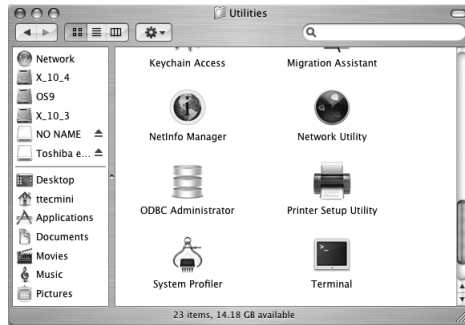 Utilities
Network
X_10_4
OS9
X_10_3
NO NAME
Toshiba e...
Desktop
ttecmini
Applications
Documents
Movies
Music
Pictures
Keychain Access
Migration Assistant
NetInfo Manager
Network Utility
ODBC Administrator
Printer Setup Utility
System Profiler
Terminal
23 items, 14.18 GB available